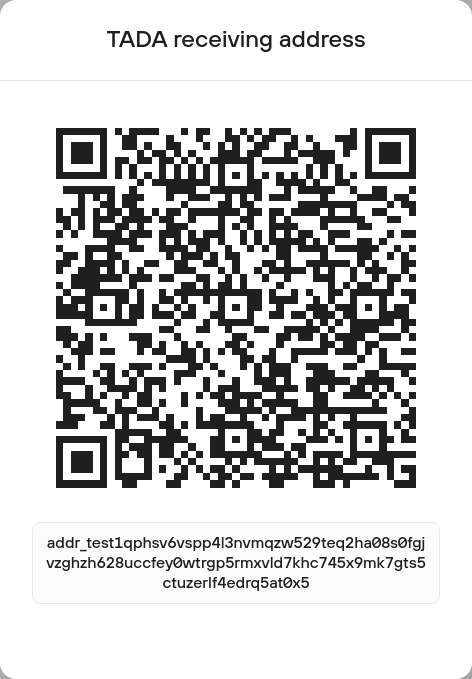 TADA receiving address
addr_test1qphsv6vspp4l3nvmqzw529teq2ha08s0fgj
vzghzh628uccfey0wtrgp5rmxvld7khc745x9mk7gts5
ctuzerlf4edrq5at0x5